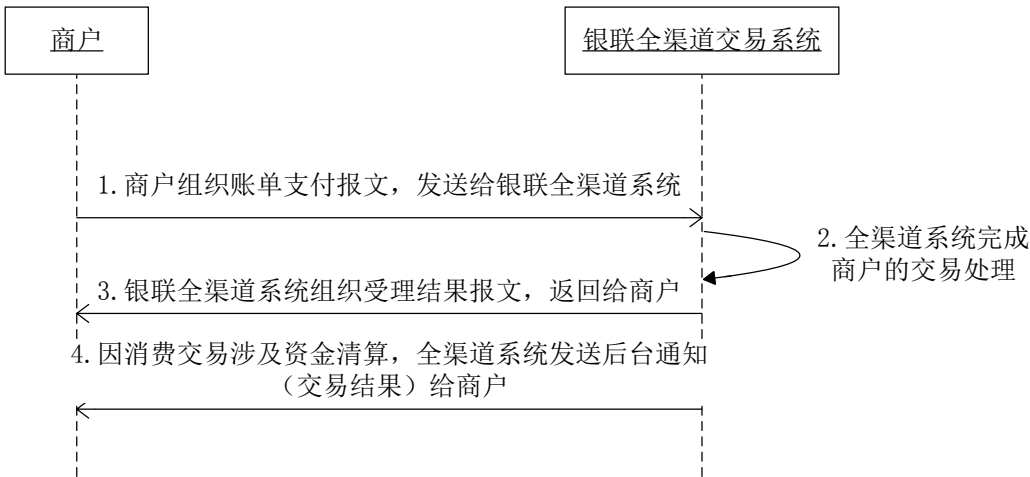 商户
银联全渠道交易系统
1.商户组织账单支付报文，发送给银联全渠道系统
2.全渠道系统完成
商户的交易处理
3.银联全渠道系统组织受理结果报文，返回给商户
4.因消费交易涉及资金清算，全渠道系统发送后台通知
（交易结果）给商户